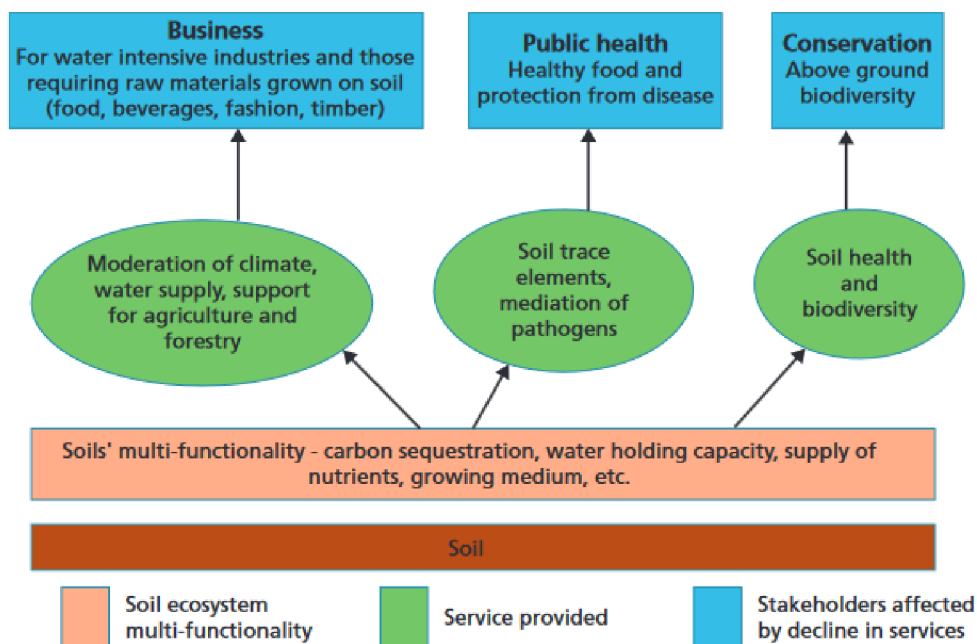 Business
For water intensive industries and those
requiring raw materials grown on soil
(food, beverages, fashion, timber)
Public health
Healthy food and
protection from disease
Conservation
Above ground
biodiversity
Moderation of climate,
water supply, support
for agriculture and
forestry
Soil trace
elements,
mediation of
pathogens
Soil health
and
biodiversity
Soils' multi-functionality - carbon sequestration, water holding capacity, supply of
nutrients, growing medium, etc.
Soil
Soil ecosystem
multi-functionality
Service provided
Stakeholders affected
by decline in services